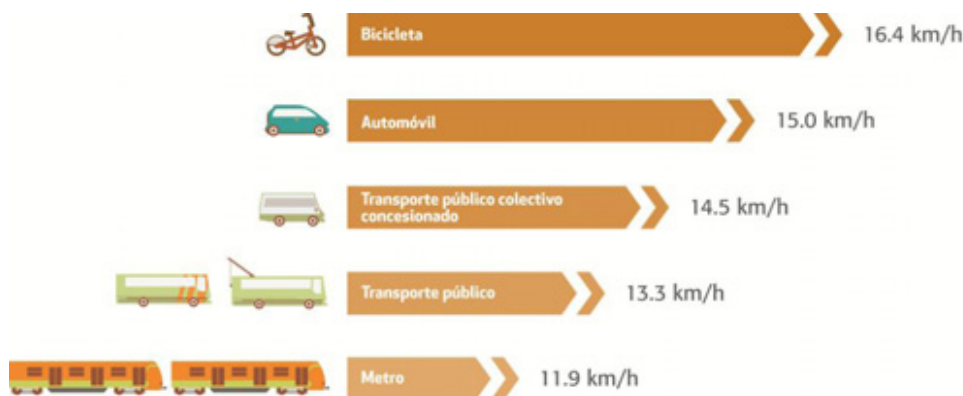 Bicicleta
16.4 km/h
Automóvil
15.0 km/h
Transporte público colectivo
concesionado
14.5 km/h
Transporte público
13.3 km/h
Metro
11.9 km/h